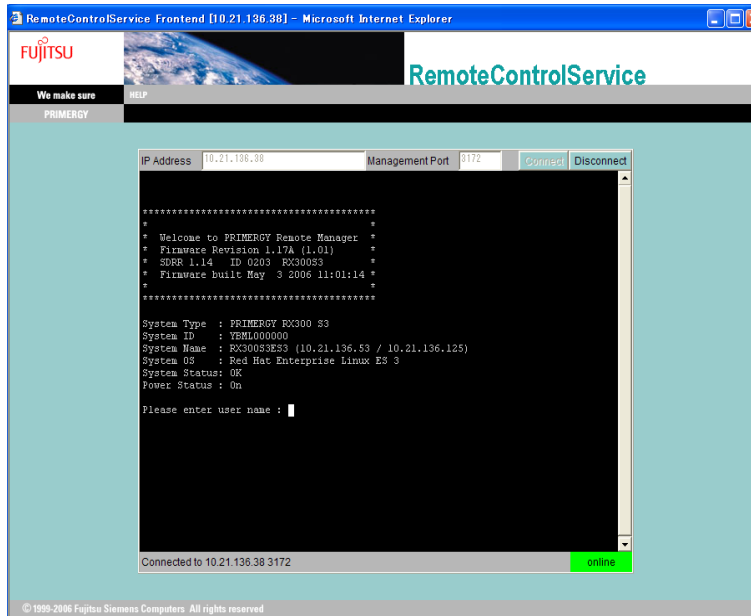 RemoteControlService Frontend [10.21.136.38] - Microsoft Internet Explorer
FUJITSU
RemoteControlService
We make sure
HELP
PRIMERGY
IP Address 10.21.136.38 Management Port 3172 Connect Disconnect
****************************************
* *
* Welcome to PRIMERGY Remote Manager *
* Firmware Revision 1.17A (1.01) *
* SDRR 1.14 ID 0203 RX300S3 *
* Firmware built May 3 2006 11:01:14 *
* *
****************************************
System Type : PRIMERGY RX300 S3
System ID : YBML000000
System Name : RX300S3ES3 (10.21.136.53 / 10.21.136.125)
System OS : Red Hat Enterprise Linux ES 3
System Status: OK
Power Status : On
Please enter user name :
Connected to 10.21.136.38 3172 online
© 1999-2006 Fujitsu Siemens Computers All rights reserved